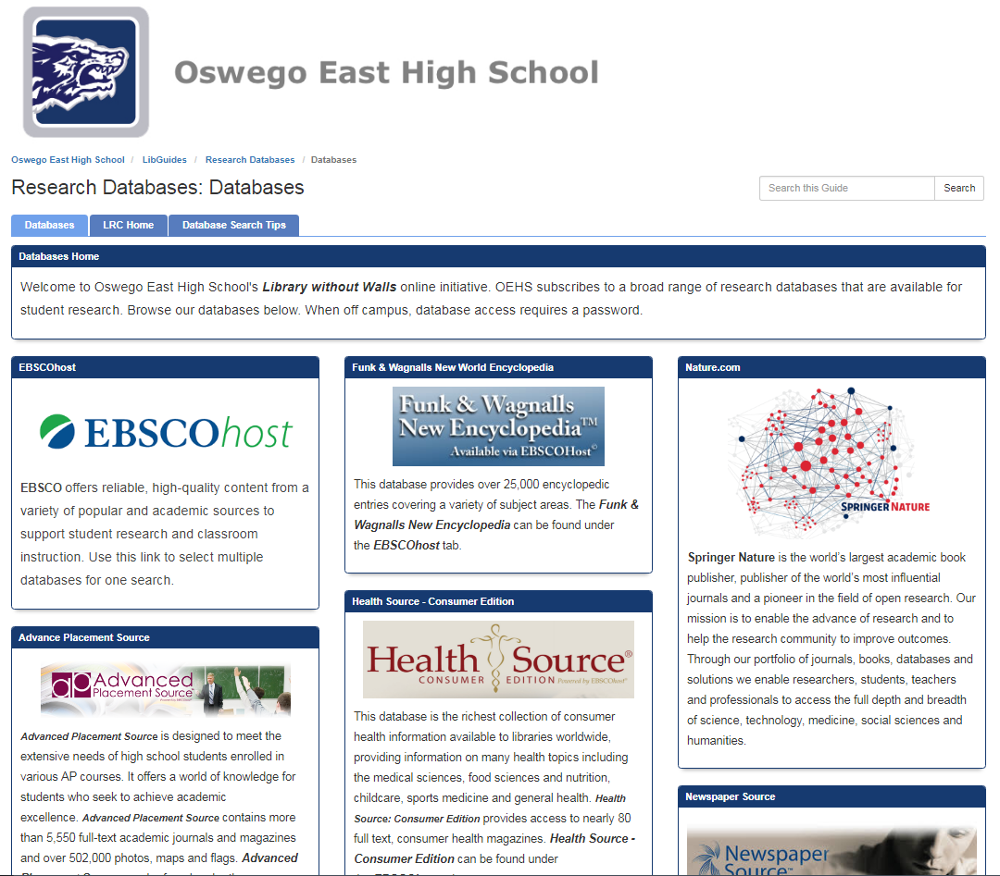 Oswego East High School
Oswego East High School / LibGuides / Research Databases / Databases
Research Databases: Databases
Search this Guide
Search
Databases
LRC Home
Database Search Tips
Databases Home
Welcome to Oswego East High School's Library without Walls online initiative. OEHS subscribes to a broad range of research databases that are available for
student research. Browse our databases below. When off campus, database access requires a password.
EBSCOhost
EBSCOhost
EBSCO offers reliable, high-quality content from a
variety of popular and academic sources to
support student research and classroom
instruction. Use this link to select multiple
databases for one search.
Advance Placement Source
ap Advanced
Placement Source
Advanced Placement Source is designed to meet the
extensive needs of high school students enrolled in
various AP courses. It offers a world of knowledge for
students who seek to achieve academic
excellence. Advanced Placement Source contains more
than 5,550 full-text academic journals and magazines
and over 502,000 photos, maps and flags. Advanced
Funk & Wagnalls New World Encyclopedia
Funk & Wagnalls
New Encyclopedia™
Available via EBSCOHost©
This database provides over 25,000 encyclopedic
entries covering a variety of subject areas. The Funk &
Wagnalls New Encyclopedia can be found under
the EBSCOhost tab.
Health Source - Consumer Edition
Health Source®
CONSUMER EDITION Powered by EBSCOhost®
This database is the richest collection of consumer
health information available to libraries worldwide,
providing information on many health topics including
the medical sciences, food sciences and nutrition,
childcare, sports medicine and general health. Health
Source: Consumer Edition provides access to nearly 80
full text, consumer health magazines. Health Source -
Consumer Edition can be found under
Nature.com
SPRINGER NATURE
Springer Nature is the world’s largest academic book
publisher, publisher of the world’s most influential
journals and a pioneer in the field of open research. Our
mission is to enable the advance of research and to
help the research community to improve outcomes.
Through our portfolio of journals, books, databases and
solutions we enable researchers, students, teachers
and professionals to access the full depth and breadth
of science, technology, medicine, social sciences and
humanities.
Newspaper Source
Newspaper
Source™